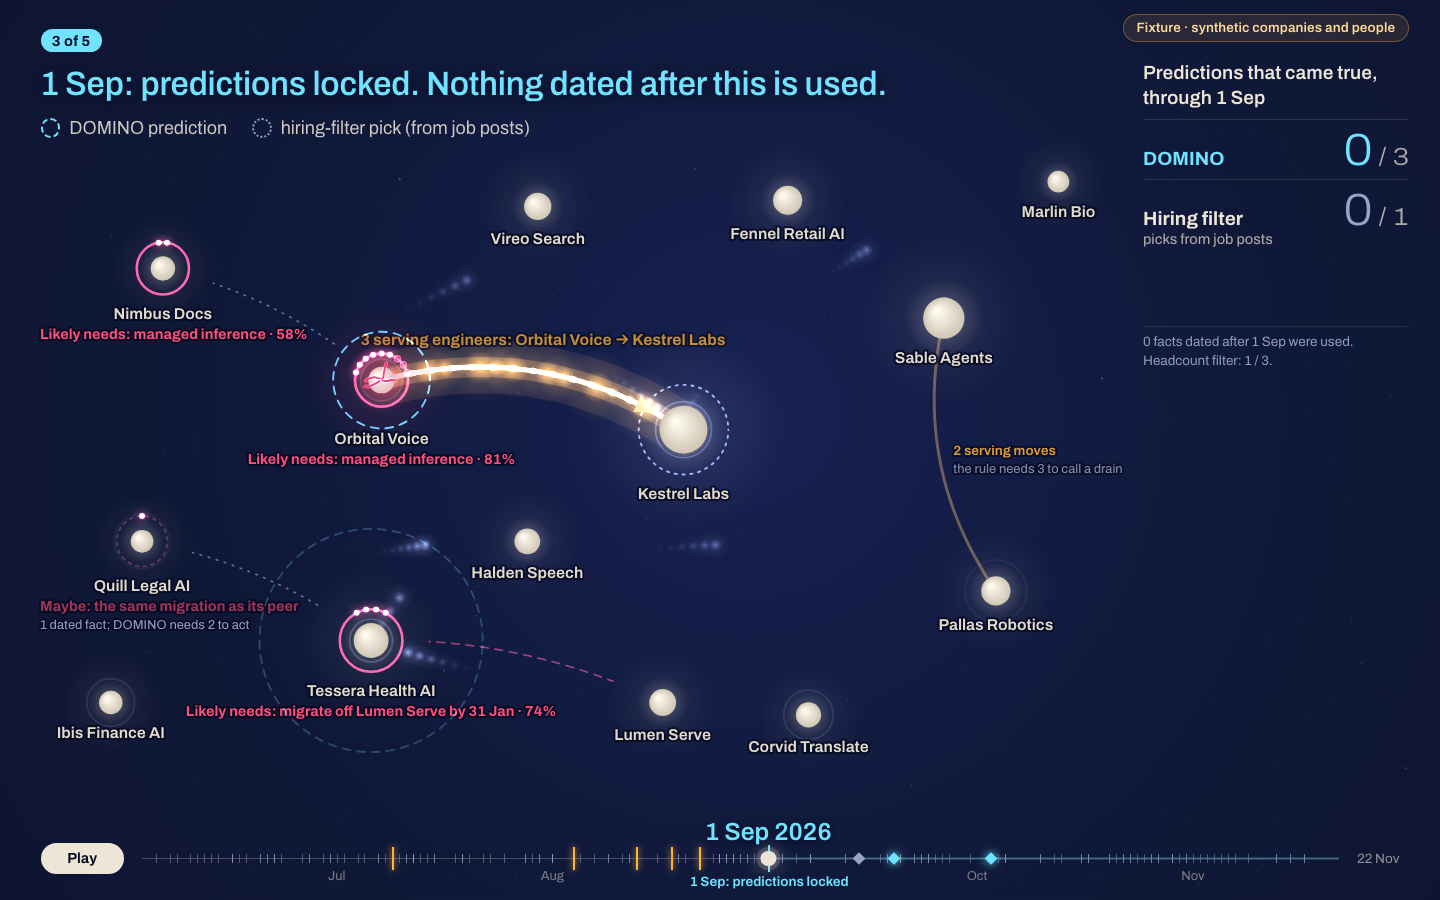 3 of 5
Fixture · synthetic companies and people
1 Sep: predictions locked. Nothing dated after this is used.
DOMINO prediction
hiring-filter pick (from job posts)
Predictions that came true,
through 1 Sep
DOMINO
0 / 3
Hiring filter
0 / 1
picks from job posts
0 facts dated after 1 Sep were used.
Headcount filter: 1 / 3.
Marlin Bio
Vireo Search
Fennel Retail AI
Nimbus Docs
Likely needs: managed inference · 58%
3 serving engineers: Orbital Voice → Kestrel Labs
Sable Agents
Orbital Voice
Likely needs: managed inference · 81%
2 serving moves
the rule needs 3 to call a drain
Kestrel Labs
Halden Speech
Quill Legal AI
Maybe: the same migration as its peer
1 dated fact; DOMINO needs 2 to act
Pallas Robotics
Tessera Health AI
Likely needs: migrate off Lumen Serve by 31 Jan · 74%
Ibis Finance AI
Lumen Serve
Corvid Translate
1 Sep 2026
Play
22 Nov
Jul
Aug
1 Sep: predictions locked
Oct
Nov